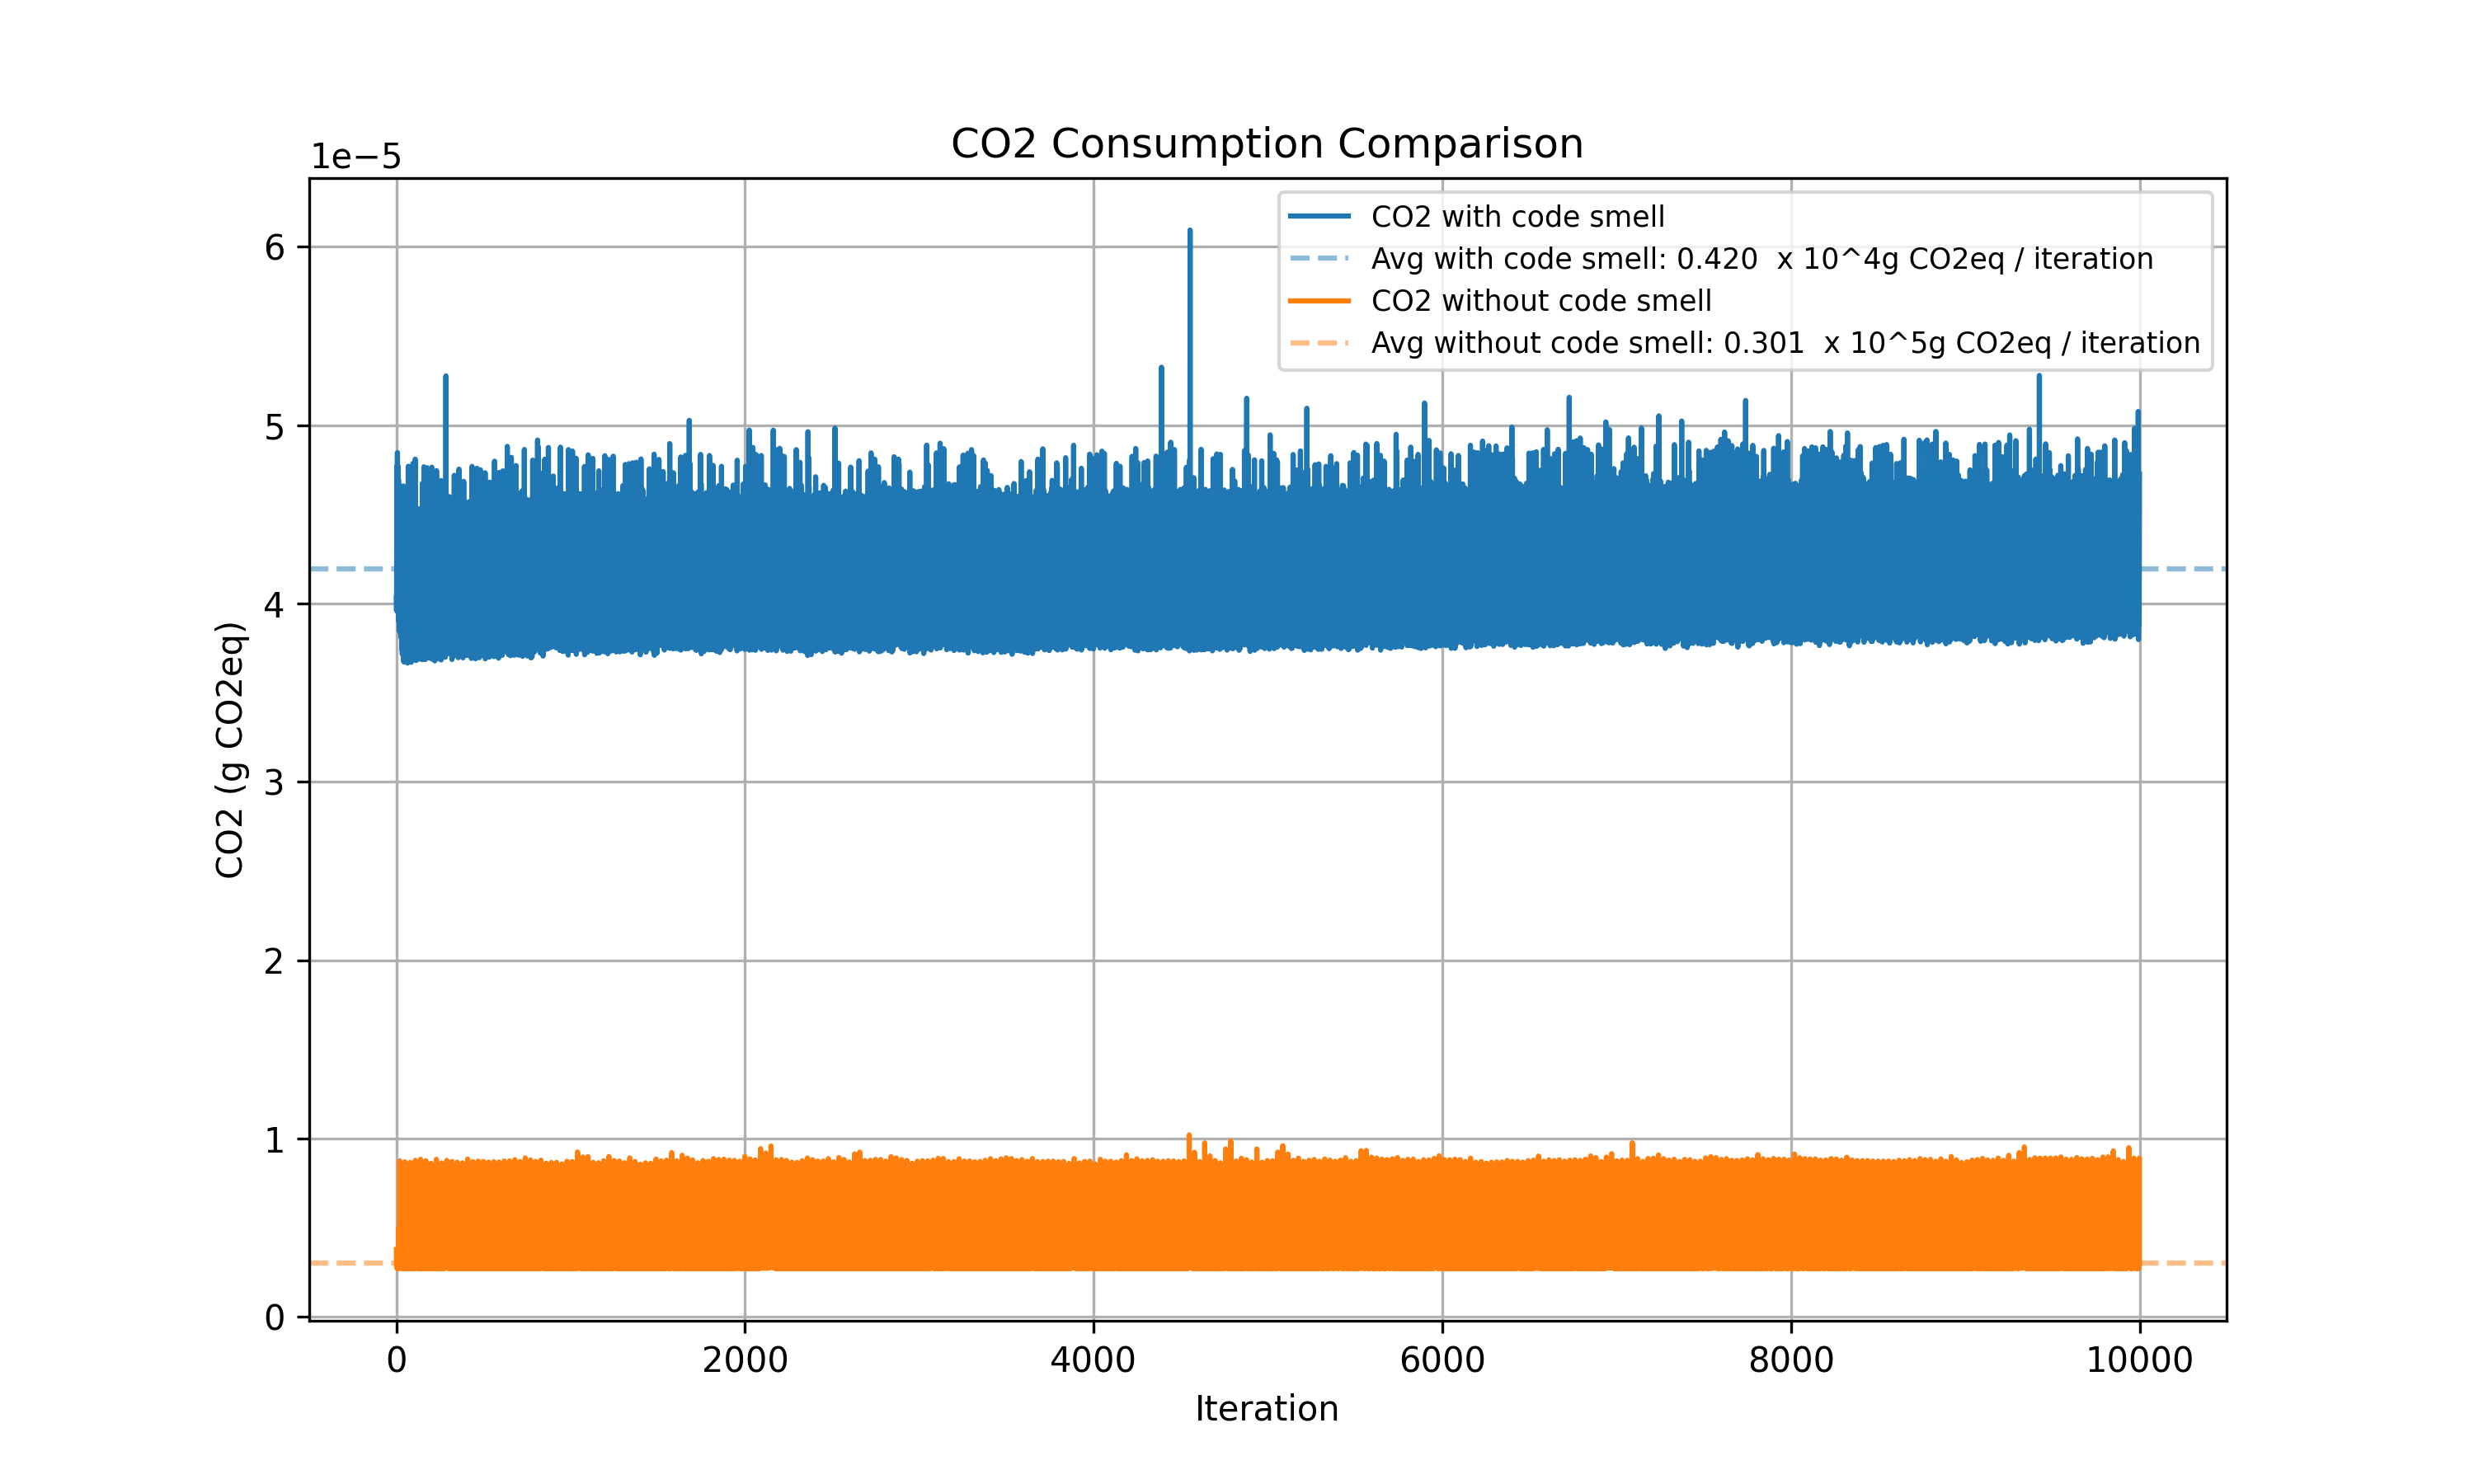 CO2 Consumption Comparison
1e−5
CO2 with code smell
Avg with code smell: 0.420  x 10^4g CO2eq / iteration
CO2 without code smell
Avg without code smell: 0.301  x 10^5g CO2eq / iteration
6
5
4
3
2
1
0
CO2 (g CO2eq)
0 2000 4000 6000 8000 10000
Iteration